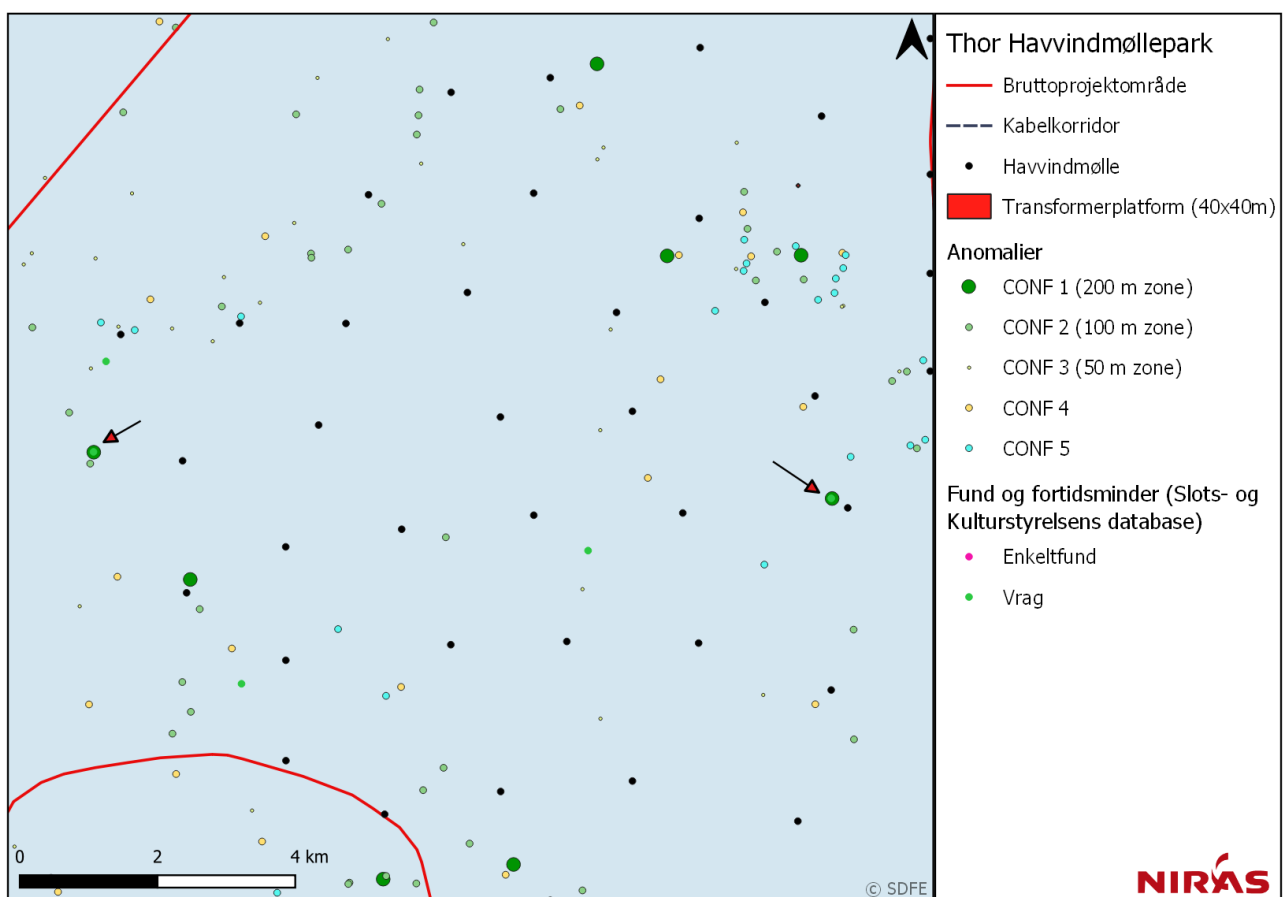 Thor Havvindmøllepark
Bruttoprojektområde
Kabelkorridor
Havvindmølle
Transformerplatform (40x40m)
Anomalier
CONF 1 (200 m zone)
CONF 2 (100 m zone)
CONF 3 (50 m zone)
CONF 4
CONF 5
Fund og fortidsminder (Slots- og
Kulturstyrelsens database)
Enkeltfund
Vrag
0 2 4 km
© SDFE
NIRAS